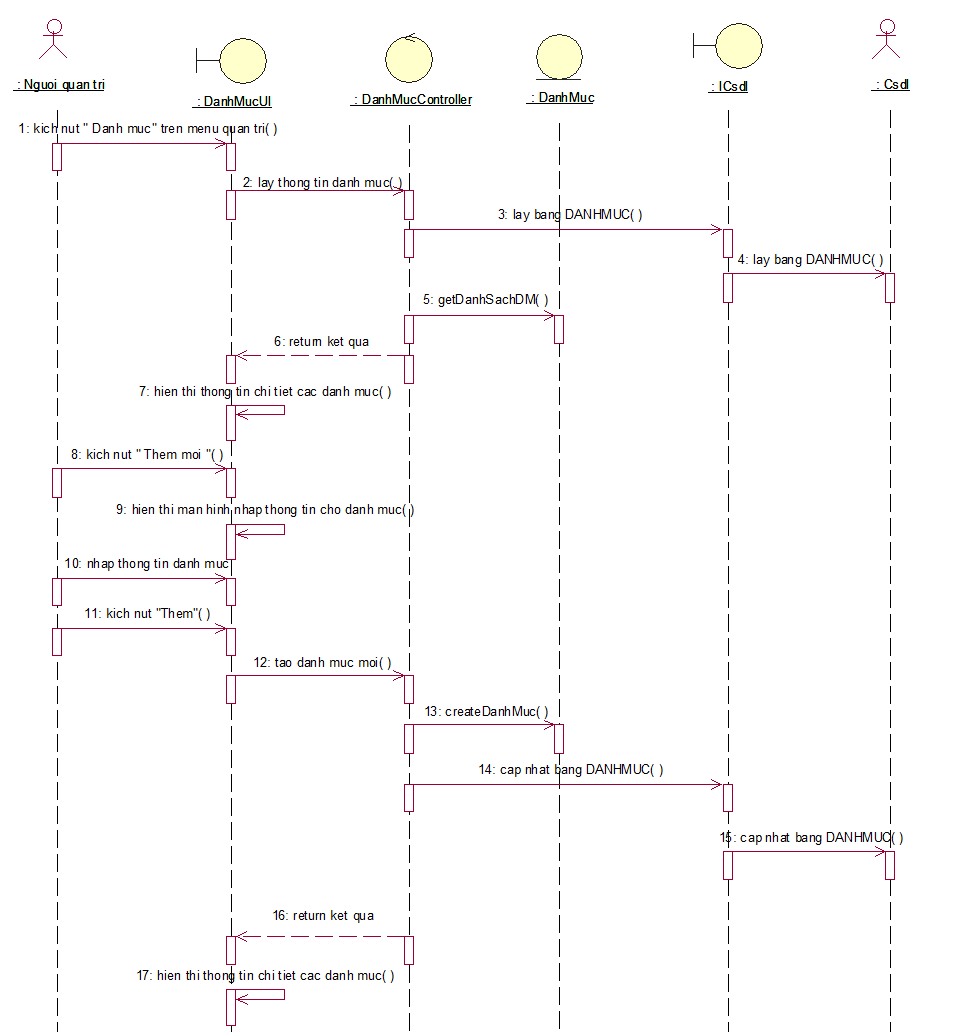 : Nguoi quan tri
: DanhMucUI
: DanhMucController
: DanhMuc
: ICsdl
: Csdl
1: kich nut " Danh muc" tren menu quan tri( )
2: lay thong tin danh muc( )
3: lay bang DANHMUC( )
4: lay bang DANHMUC( )
5: getDanhSachDM( )
6: return ket qua
7: hien thi thong tin chi tiet cac danh muc( )
8: kich nut " Them moi "( )
9: hien thi man hinh nhap thong tin cho danh muc( )
10: nhap thong tin danh muc
11: kich nut "Them"( )
12: tao danh muc moi( )
13: createDanhMuc( )
14: cap nhat bang DANHMUC( )
15: cap nhat bang DANHMUC( )
16: return ket qua
17: hien thi thong tin chi tiet cac danh muc( )